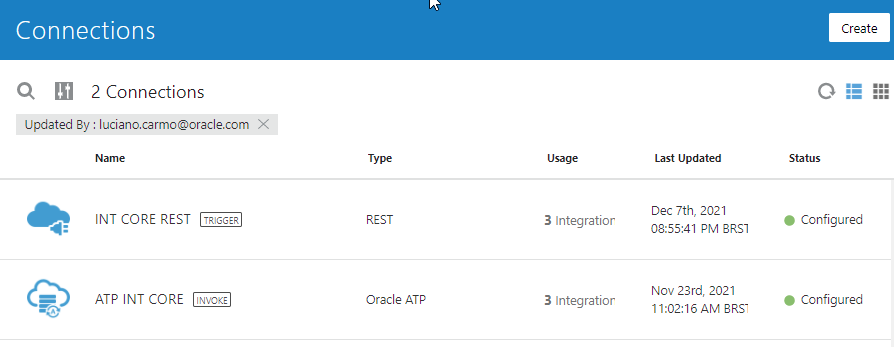 Connections
Create
2 Connections
Updated By : luciano.carmo@oracle.com
Name Type Usage Last Updated Status
INT CORE REST TRIGGER REST 3 Integration Dec 7th, 2021 08:55:41 PM BRST Configured
ATP INT CORE INVOKE Oracle ATP 3 Integration Nov 23rd, 2021 11:02:16 AM BRST Configured